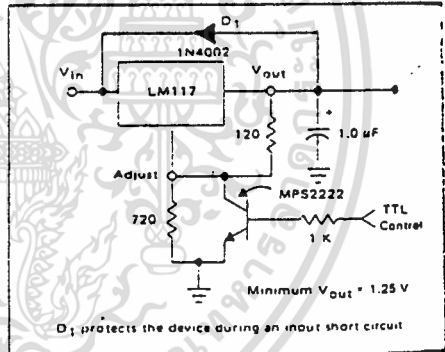 D1
1N4002
Vin
LM117
Vout
120
+
1.0 µF
Adjust
MPS2222
720
1 K
TTL
Control
Minimum Vout = 1.25 V
D1 protects the device during an input short circuit